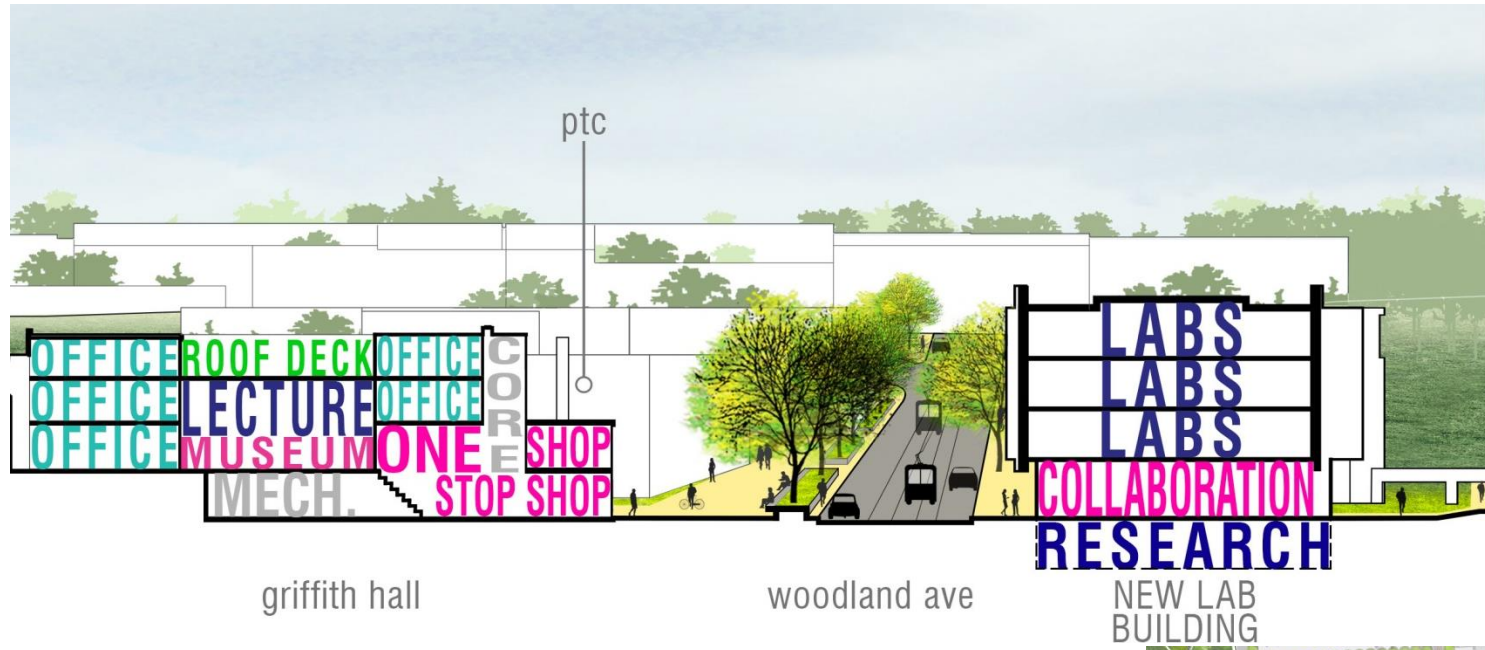 ptc
OFFICE ROOF DECK OFFICE
OFFICE LECTURE OFFICE
OFFICE MUSEUM ONE SHOP
CORE
MECH. STOP SHOP
LABS
LABS
LABS
COLLABORATION
RESEARCH
griffith hall
woodland ave
NEW LAB
BUILDING